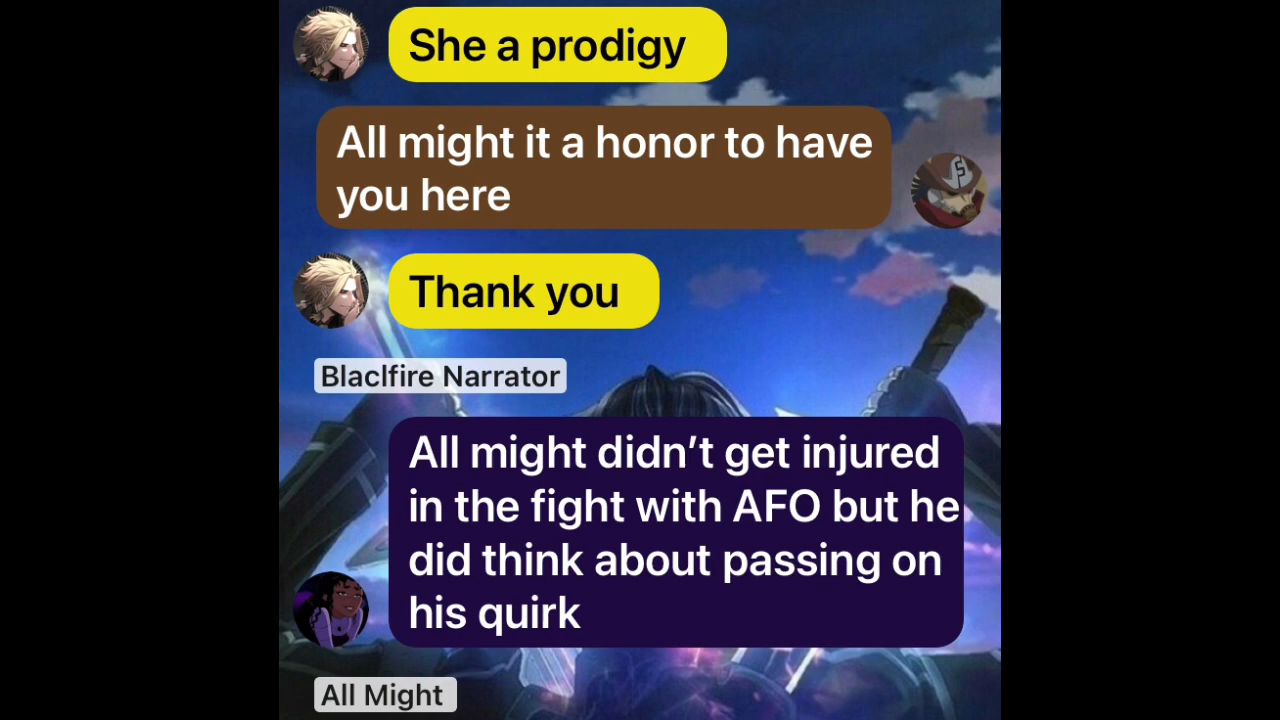 She a prodigy
All might it a honor to have
you here
Thank you
Blaclfire Narrator
All might didn’t get injured
in the fight with AFO but he
did think about passing on
his quirk
All Might